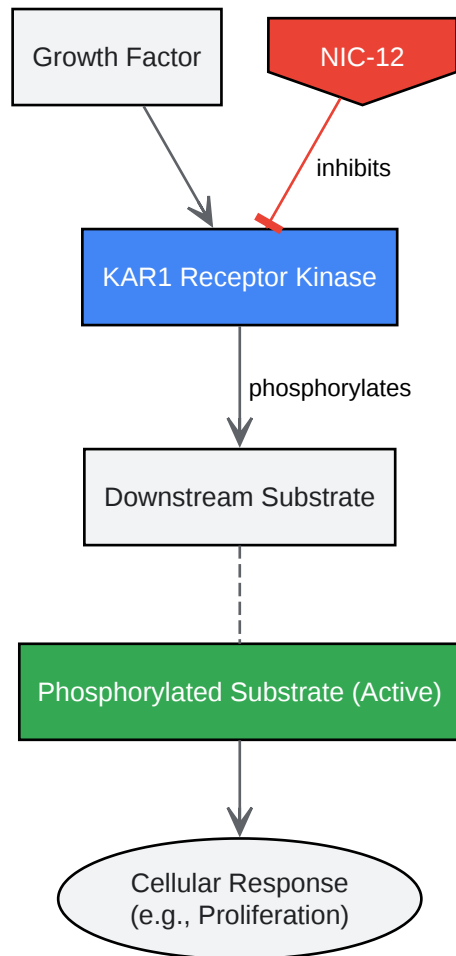 Growth Factor
NIC-12
inhibits
KAR1 Receptor Kinase
phosphorylates
Downstream Substrate
Phosphorylated Substrate (Active)
Cellular Response
(e.g., Proliferation)